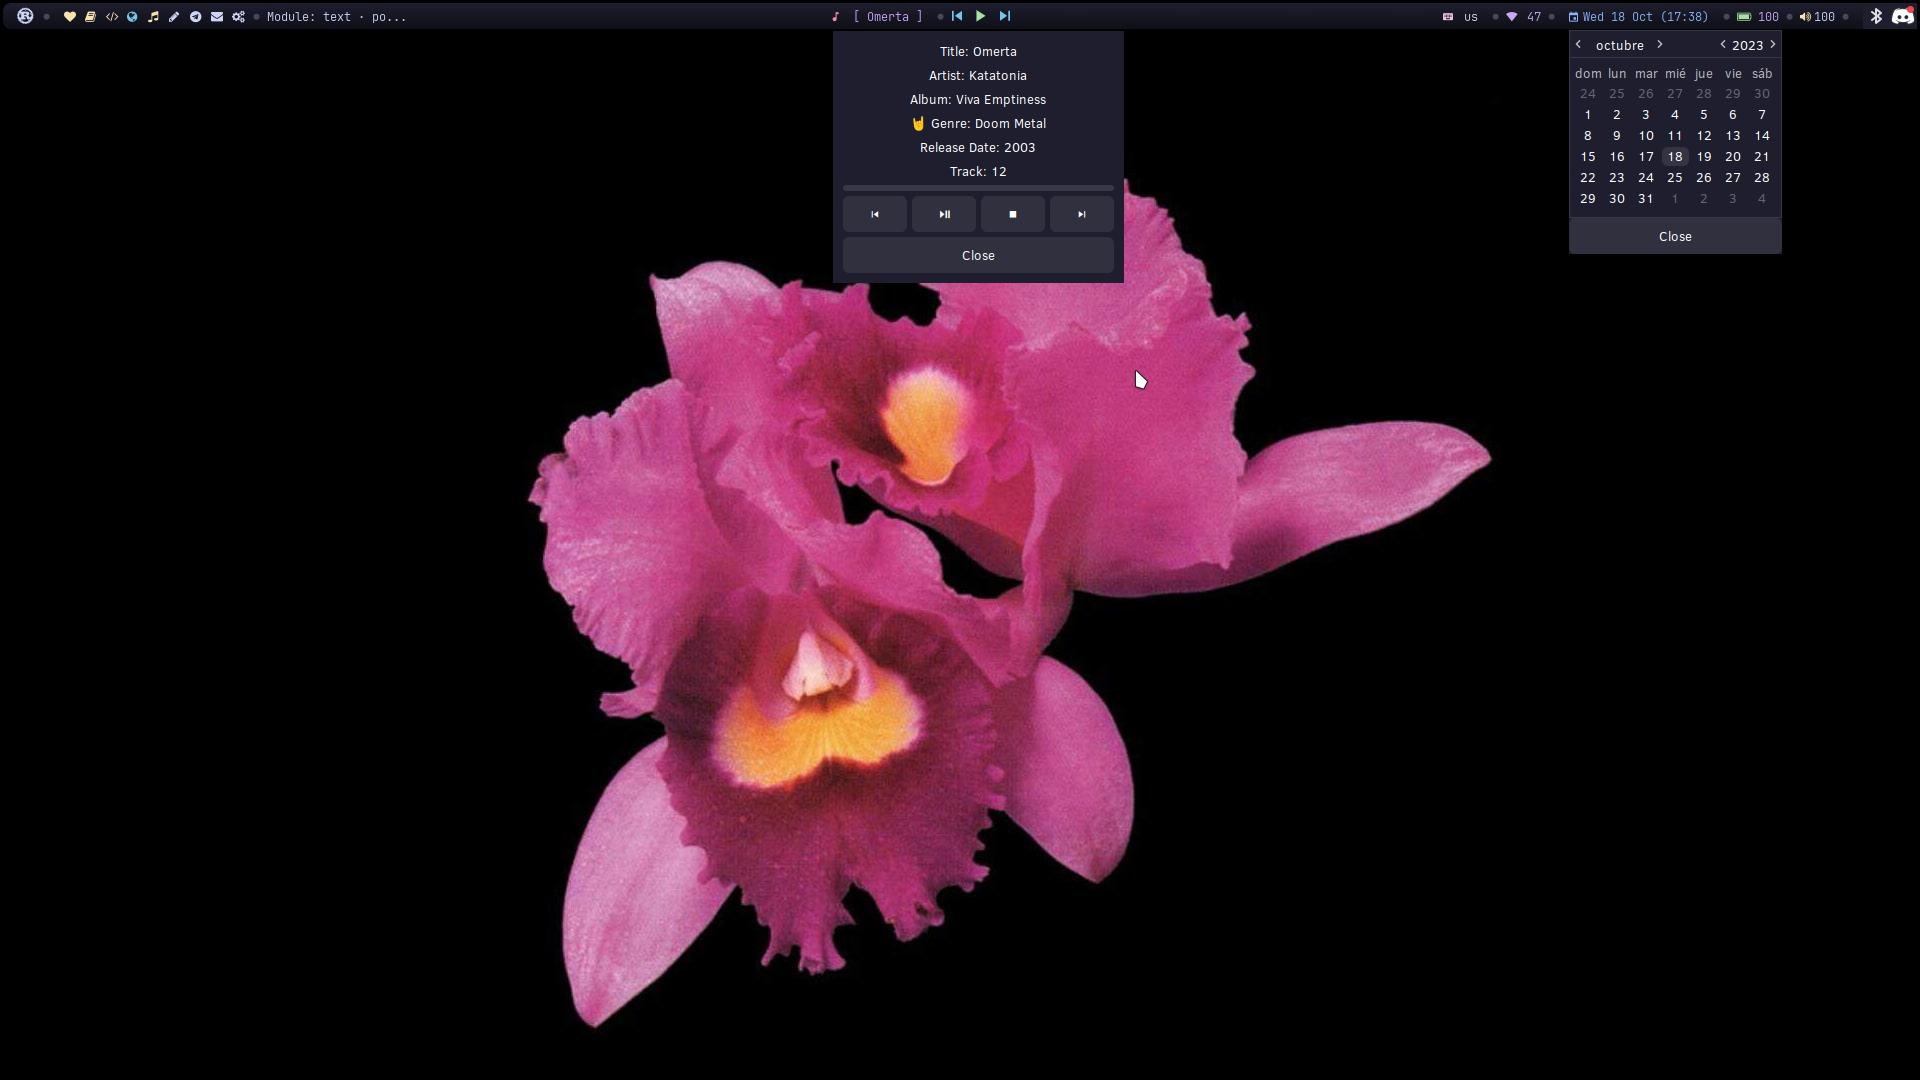 Module: text · po...
[ Omerta ]
us
47
Wed 18 Oct (17:38)
100
100
Title: Omerta
Artist: Katatonia
Album: Viva Emptiness
🤘 Genre: Doom Metal
Release Date: 2003
Track: 12
Close
octubre 2023
dom lun mar mié jue vie sáb
24 25 26 27 28 29 30
1 2 3 4 5 6 7
8 9 10 11 12 13 14
15 16 17 18 19 20 21
22 23 24 25 26 27 28
29 30 31 1 2 3 4
Close